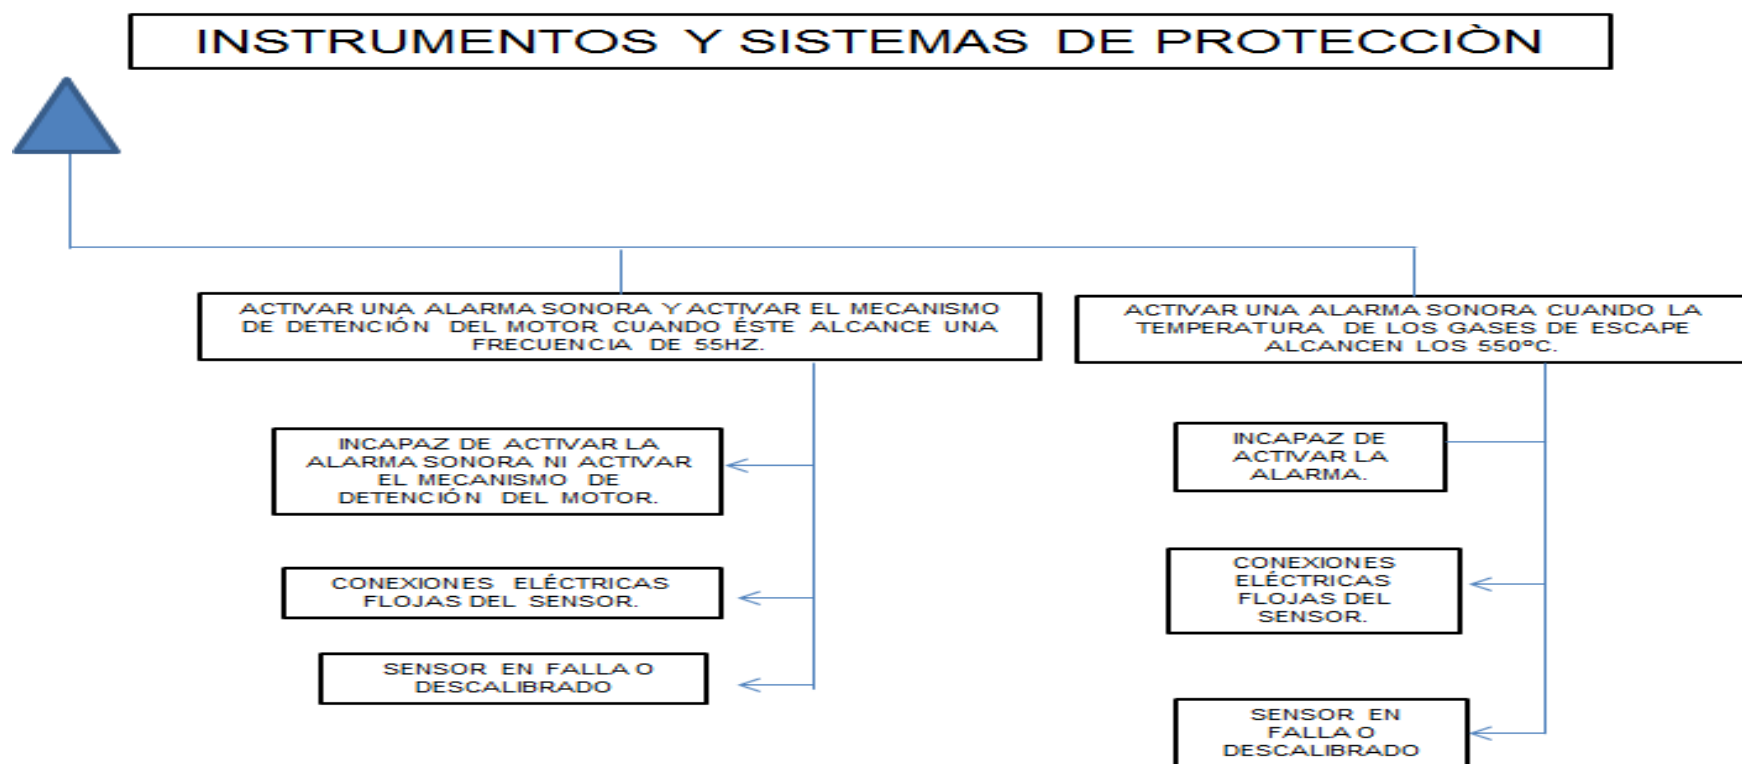 INSTRUMENTOS Y SISTEMAS DE PROTECCIÒN
ACTIVAR UNA ALARMA SONORA Y ACTIVAR EL MECANISMO
DE DETENCIÓN DEL MOTOR CUANDO ÉSTE ALCANCE UNA
FRECUENCIA DE 55HZ.
INCAPAZ DE ACTIVAR LA
ALARMA SONORA NI ACTIVAR
EL MECANISMO DE
DETENCIÓN DEL MOTOR.
CONEXIONES ELÉCTRICAS
FLOJAS DEL SENSOR.
SENSOR EN FALLA O
DESCALIBRADO
ACTIVAR UNA ALARMA SONORA CUANDO LA
TEMPERATURA DE LOS GASES DE ESCAPE
ALCANCEN LOS 550ºC.
INCAPAZ DE
ACTIVAR LA
ALARMA.
CONEXIONES
ELÉCTRICAS
FLOJAS DEL
SENSOR.
SENSOR EN
FALLA O
DESCALIBRADO